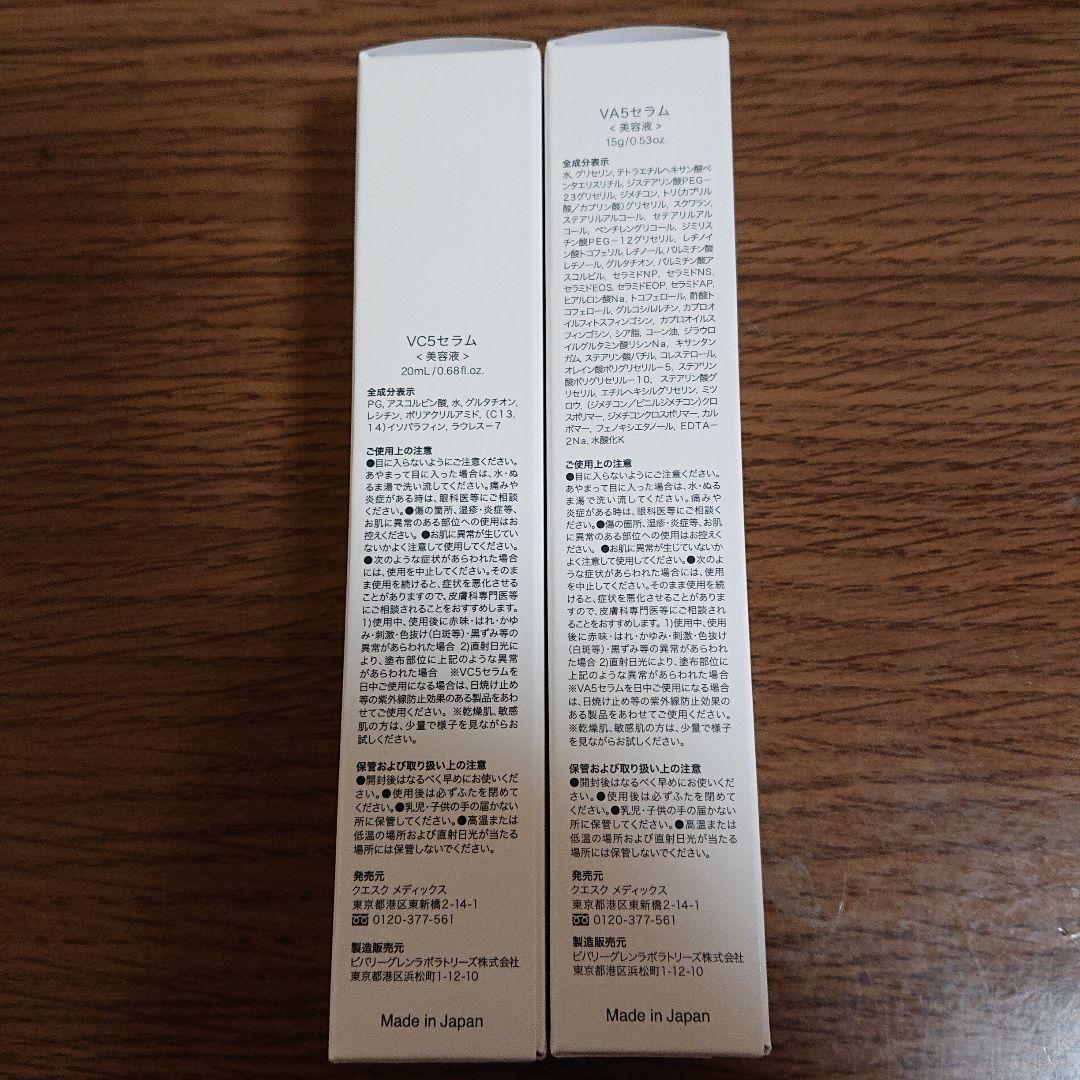 VC5セラム
<美容液>
20mL/0.68fl.oz.
全成分表示
PG, アスコルビン酸, 水, グルタチオン,
レシチン, ポリアクリルアミド, (C13,
14)イソパラフィン, ラウレス-7
ご使用上の注意
●目に入らないようにご注意ください。
あやまって目に入った場合は、水・ぬ
るま湯で洗い流してください。痛みや
炎症がある時は、眼科医等にご相談
ください。●傷の箇所、湿疹・炎症等、
お肌に異常のある部位への使用はお
控えください。 ●お肌に異常が生じてい
ないかよく注意して使用してください。
●次のような症状があらわれた場合
には、使用を中止してください。そのま
ま使用を続けると、症状を悪化させる
ことがありますので、皮膚科専門医等
にご相談されることをおすすめします。
1)使用中、使用後に赤味・はれ・かゆ
み・刺激・色抜け(白斑等)・黒ずみ等の
異常があらわれた場合 2)直射日光に
より、塗布部位に上記のような異常
があらわれた場合 ※VC5セラムを
日中ご使用になる場合は、日焼け止め
等の紫外線防止効果のある製品をあわ
せてご使用ください。 ※乾燥肌、敏感
肌の方は、少量で様子を見ながらお
試しください。
保管および取り扱い上の注意
●開封後はなるべく早めにお使いくだ
さい。●使用後は必ずふたを閉めて
ください。●乳児・子供の手の届かない
所に保管してください。●高温または
低温の場所および直射日光が当たる
場所には保管しないでください。
発売元
クエスク メディックス
東京都港区東新橋2-14-1
0120-377-561
製造販売元
ビバリーグレンラボラトリーズ株式会社
東京都港区浜松町1-12-10
Made in Japan
VA5セラム
<美容液>
15g/0.53oz.
全成分表示
水, グリセリン, テトラエチルヘキサン酸ペ
ンタエリスリチル, ジステアリン酸PEG-
23グリセリル, ジメチコン, トリ(カプリル
酸/カプリン酸)グリセリル, スクワラン,
ステアリルアルコール, セテアリルアル
コール, ペンチレングリコール, ジミリス
チン酸PEG-12グリセリル, レチノイ
ン酸トコフェリル, レチノール, パルミチン酸
レチノール, グルタチオン, パルミチン酸ア
スコルビル, セラミドNP, セラミドNS,
セラミドEOS, セラミドEOP, セラミドAP,
ヒアルロン酸Na, トコフェロール, 酢酸ト
コフェロール, グルコシルルチン, カプロオ
イルフィトスフィンゴシン, カプロオイルス
フィンゴシン, シア脂, コーン油, ジラウロ
イルグルタミン酸リシンNa, キサンタン
ガム, ステアリン酸バチル, コレステロール,
オレイン酸ポリグリセリル-5, ステアリン
酸ポリグリセリル-10, ステアリン酸グ
リセリル, エチルヘキシルグリセリン, ミツ
ロウ, (ジメチコン/ビニルジメチコン)クロ
スポリマー, ジメチコンクロスポリマー, カル
ボマー, フェノキシエタノール, EDTA-
2Na, 水酸化K
ご使用上の注意
●目に入らないようにご注意ください。
あやまって目に入った場合は、水・ぬる
ま湯で洗い流してください。痛みや
炎症がある時は、眼科医等にご相談く
ださい。●傷の箇所、湿疹・炎症等、お肌
に異常のある部位への使用はお控えく
ださい。 ●お肌に異常が生じていないか
よく注意して使用してください。●次のよ
うな症状があらわれた場合には、使用
を中止してください。そのまま使用を続
けると、症状を悪化させることがありま
すので、皮膚科専門医等にご相談され
ることをおすすめします。1)使用中、使用
後に赤味・はれ・かゆみ・刺激・色抜け
(白斑等)・黒ずみ等の異常があらわれ
た場合 2)直射日光により、塗布部位に
上記のような異常があらわれた場合
※VA5セラムを日中ご使用になる場合
は、日焼け止め等の紫外線防止効果の
ある製品をあわせてご使用ください。
※乾燥肌、敏感肌の方は、少量で様子
を見ながらお試しください。
保管および取り扱い上の注意
●開封後はなるべく早めにお使いくだ
さい。●使用後は必ずふたを閉めて
ください。●乳児・子供の手の届かない
所に保管してください。●高温または
低温の場所および直射日光が当たる
場所には保管しないでください。
発売元
クエスク メディックス
東京都港区東新橋2-14-1
0120-377-561
製造販売元
ビバリーグレンラボラトリーズ株式会社
東京都港区浜松町1-12-10
Made in Japan